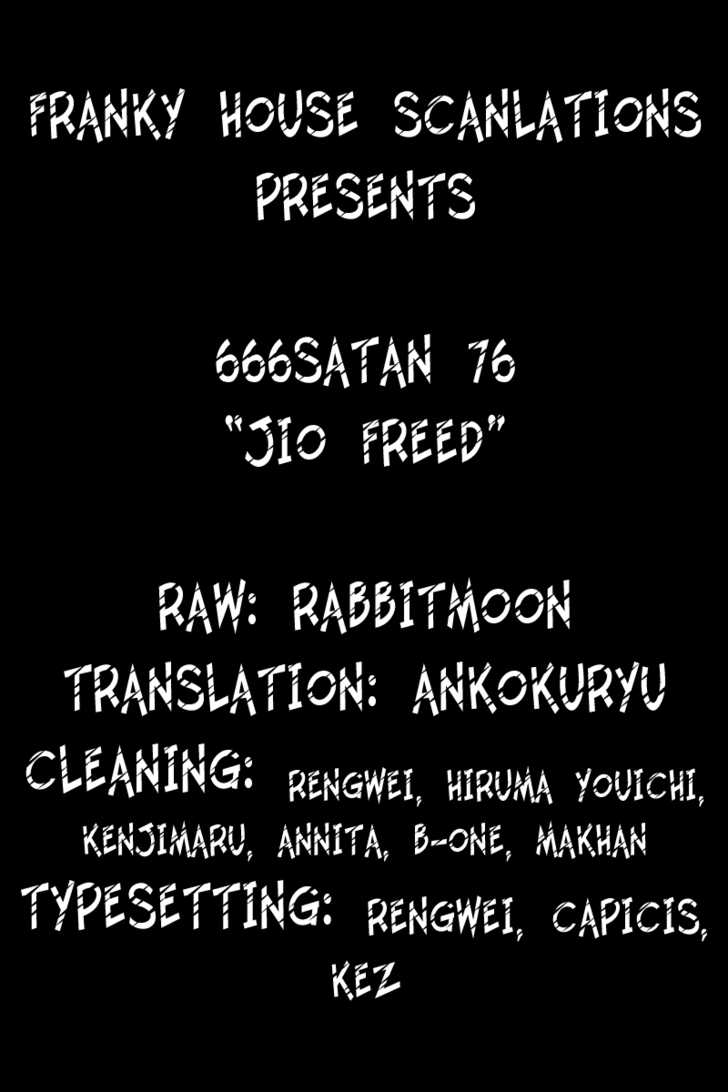 FRANKY HOUSE SCANLATIONS
PRESENTS
666SATAN 76
"JIO FREED"
RAW: RABBITMOON
TRANSLATION: ANKOKURYU
CLEANING: RENGWEI, HIRUMA YOUICHI,
KENJIMARU, ANNITA, B-ONE, MAKHAN
TYPESETTING: RENGWEI, CAPICIS,
KEZ